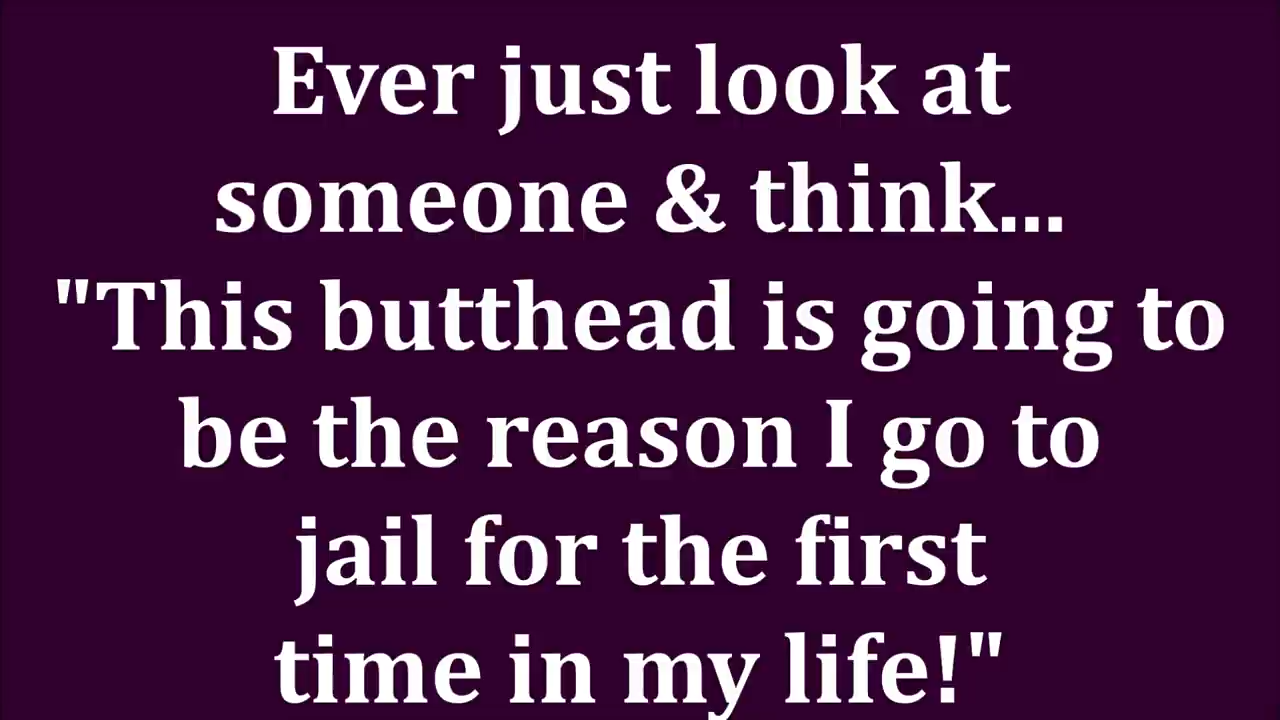 Ever just look at
someone & think...
"This butthead is going to
be the reason I go to
jail for the first
time in my life!"